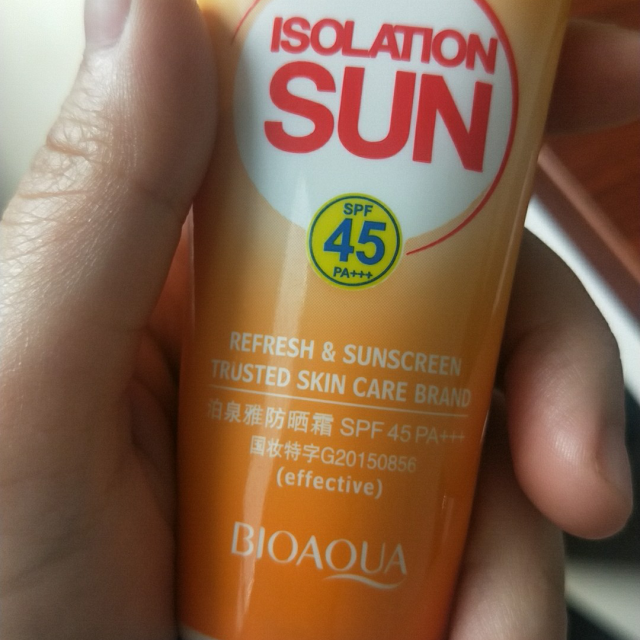 ISOLATION
SUN
SPF
45
PA+++
REFRESH & SUNSCREEN
TRUSTED SKIN CARE BRAND
泊泉雅防晒霜 SPF 45 PA+++
国妆特字G20150856
(effective)
BIOAQUA